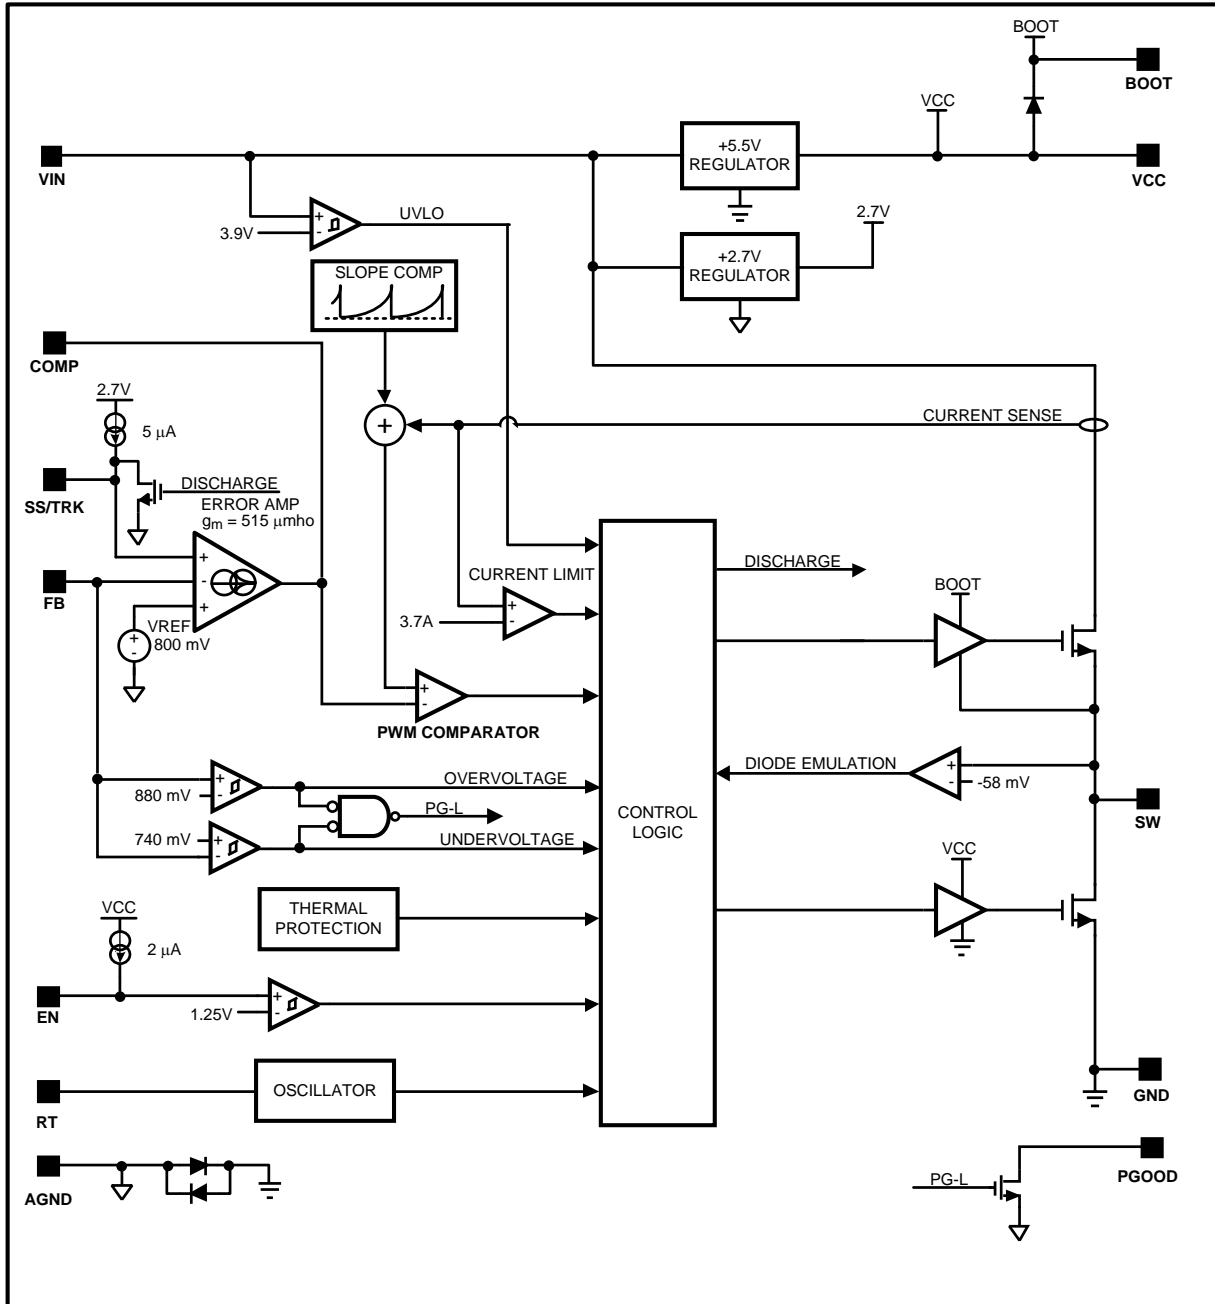 BOOT
BOOT
VCC
+5.5V
REGULATOR
VIN
VCC
UVLO
3.9V
+
-
2.7V
+2.7V
REGULATOR
SLOPE COMP
COMP
2.7V
5 µA
+
CURRENT SENSE
SS/TRK
DISCHARGE
ERROR AMP
gm = 515 µmho
+
-
+
FB
VREF
800 mV
+
-
CURRENT LIMIT
3.7A
+
-
DISCHARGE
BOOT
+
-
PWM COMPARATOR
OVERVOLTAGE
880 mV
+
-
PG-L
740 mV
+
-
UNDERVOLTAGE
CONTROL
LOGIC
DIODE EMULATION
+
-
-58 mV
SW
THERMAL
PROTECTION
VCC
VCC
2 µA
EN
1.25V
+
-
OSCILLATOR
RT
GND
AGND
PG-L
PGOOD